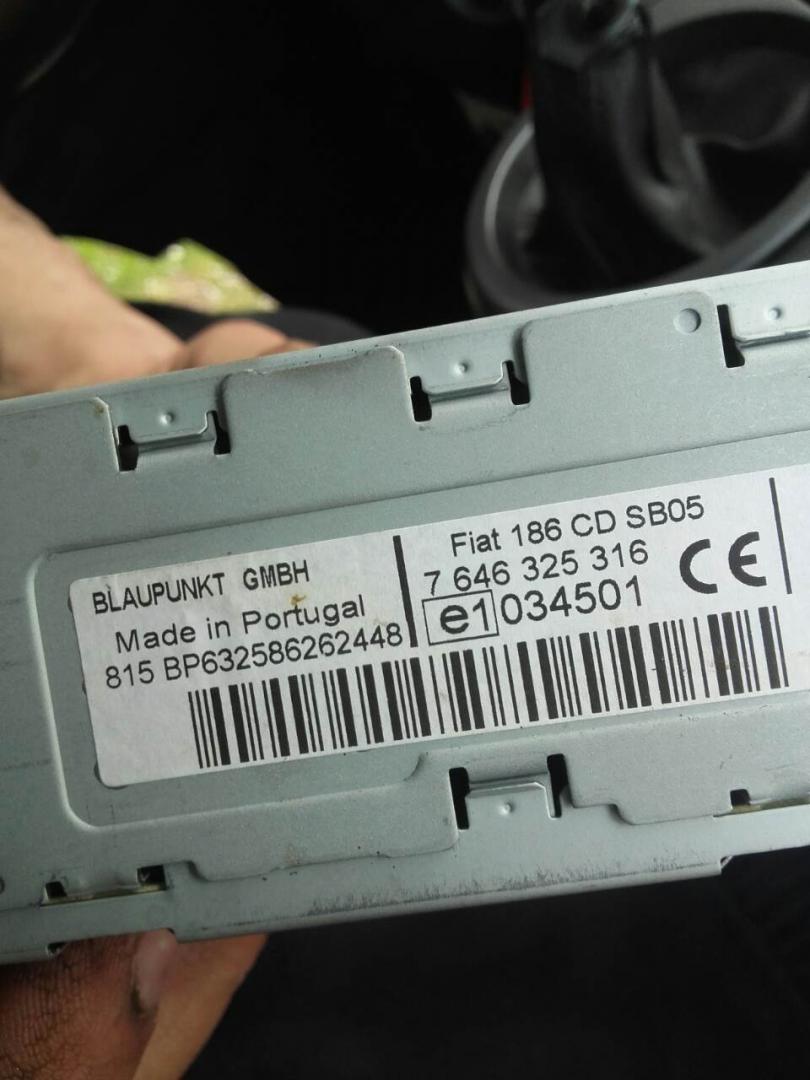 BLAUPUNKT GMBH
Made in Portugal
815 BP632586262448
Fiat 186 CD SB05
7 646 325 316
e1 034501
CE